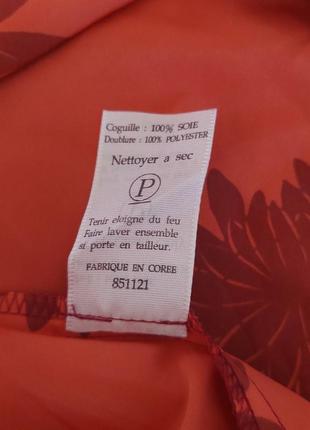 Coguille : 100% SOIE
Doublure : 100% POLYESTER
Nettoyer a sec
P
Tenir eloigne du feu
Faire laver ensemble
si porte en tailleur.
FABRIQUE EN COREE
851121